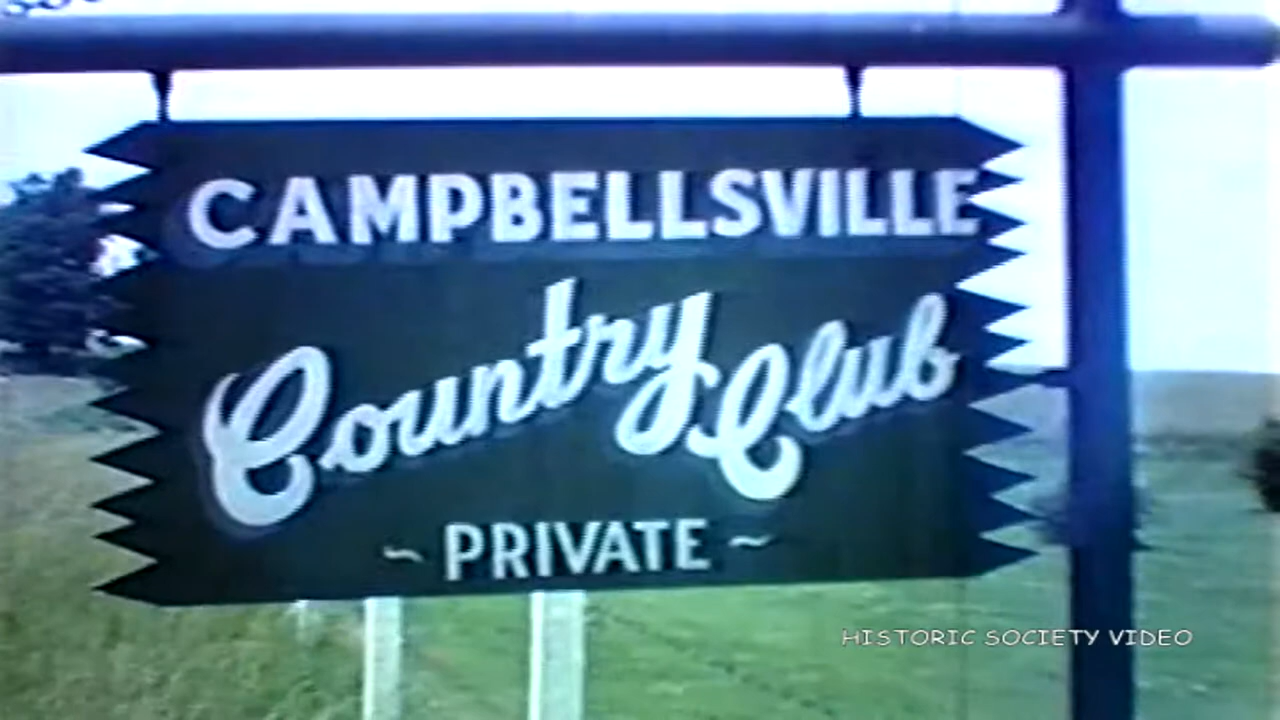 CAMPBELLSVILLE
Country Club
~ PRIVATE ~
HISTORIC SOCIETY VIDEO